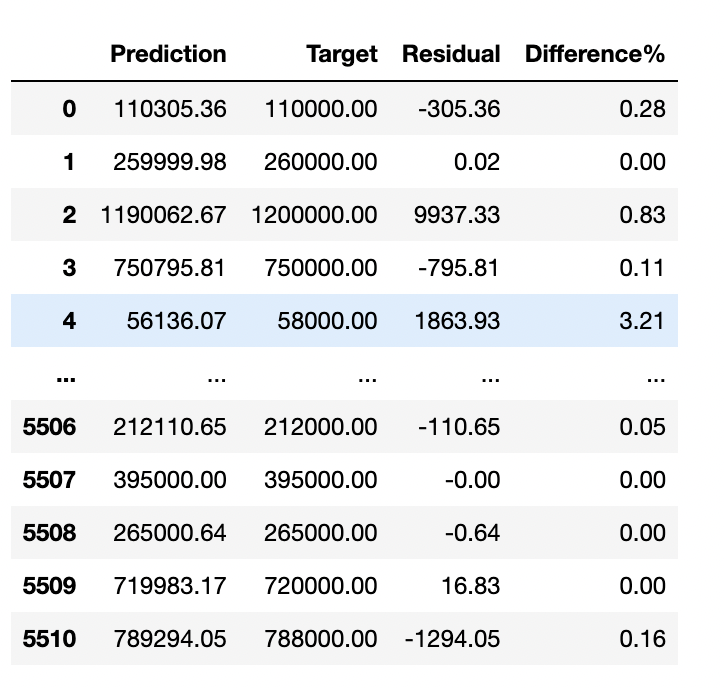 Prediction Target Residual Difference%
0 110305.36 110000.00 -305.36 0.28
1 259999.98 260000.00 0.02 0.00
2 1190062.67 1200000.00 9937.33 0.83
3 750795.81 750000.00 -795.81 0.11
4 56136.07 58000.00 1863.93 3.21
... ... ... ... ...
5506 212110.65 212000.00 -110.65 0.05
5507 395000.00 395000.00 -0.00 0.00
5508 265000.64 265000.00 -0.64 0.00
5509 719983.17 720000.00 16.83 0.00
5510 789294.05 788000.00 -1294.05 0.16